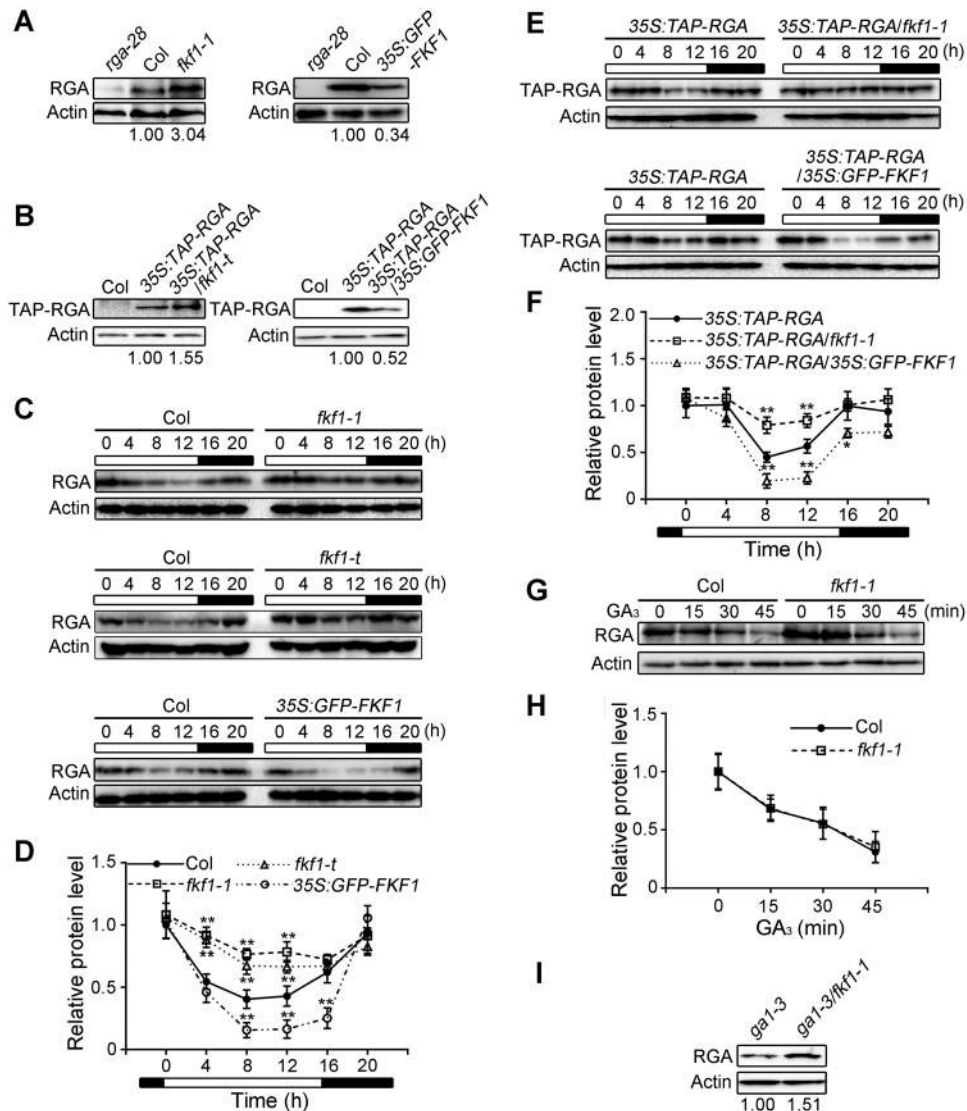 A
rga-28
Col
fkf1-1
RGA
Actin
1.00 3.04
rga-28
Col
35S:GFP
-FKF1
RGA
Actin
1.00 0.34
B
Col
35S:TAP-RGA
35S:TAP-RGA
/fkf1-t
TAP-RGA
Actin
1.00 1.55
Col
35S:TAP-RGA
35S:TAP-RGA
/35S:GFP-FKF1
TAP-RGA
Actin
1.00 0.52
C
Col fkf1-1
0 4 8 12 16 20 0 4 8 12 16 20 (h)
RGA
Actin
Col fkf1-t
0 4 8 12 16 20 0 4 8 12 16 20 (h)
RGA
Actin
Col 35S:GFP-FKF1
0 4 8 12 16 20 0 4 8 12 16 20 (h)
RGA
Actin
D
Relative protein level
1.5
1.0
0.5
0
Col fkf1-t
fkf1-1 35S:GFP-FKF1
** ** **
** ** **
** ** **
0 4 8 12 16 20
Time (h)
E
35S:TAP-RGA 35S:TAP-RGA/fkf1-1
0 4 8 12 16 20 0 4 8 12 16 20 (h)
TAP-RGA
Actin
35S:TAP-RGA
35S:TAP-RGA
/35S:GFP-FKF1
0 4 8 12 16 20 0 4 8 12 16 20 (h)
TAP-RGA
Actin
F
Relative protein level
2.0
1.5
1.0
0.5
0
35S:TAP-RGA
35S:TAP-RGA/fkf1-1
35S:TAP-RGA/35S:GFP-FKF1
** **
** ** *
0 4 8 12 16 20
Time (h)
G
Col fkf1-1
GA3 0 15 30 45 0 15 30 45 (min)
RGA
Actin
H
Relative protein level
1.5
1.0
0.5
0
Col
fkf1-1
0 15 30 45
GA3 (min)
I
ga1-3
ga1-3/fkf1-1
RGA
Actin
1.00 1.51